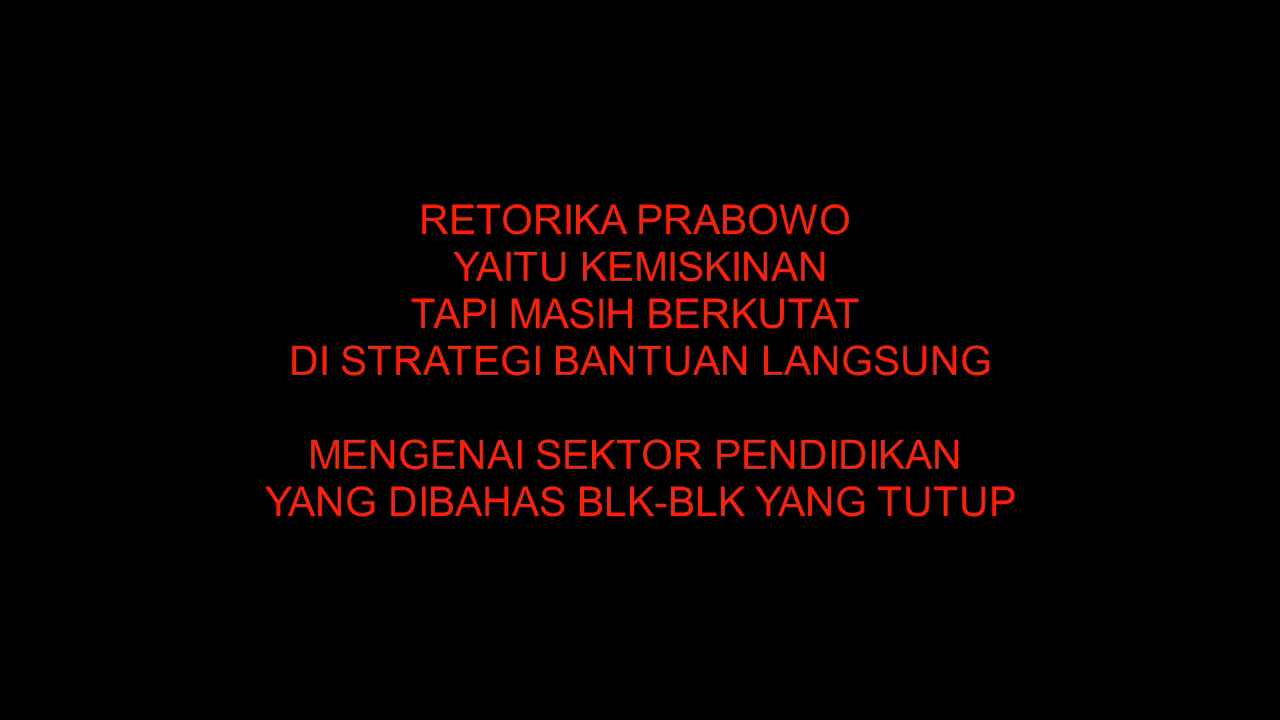 RETORIKA PRABOWO
YAITU KEMISKINAN
TAPI MASIH BERKUTAT
DI STRATEGI BANTUAN LANGSUNG
MENGENAI SEKTOR PENDIDIKAN
YANG DIBAHAS BLK-BLK YANG TUTUP